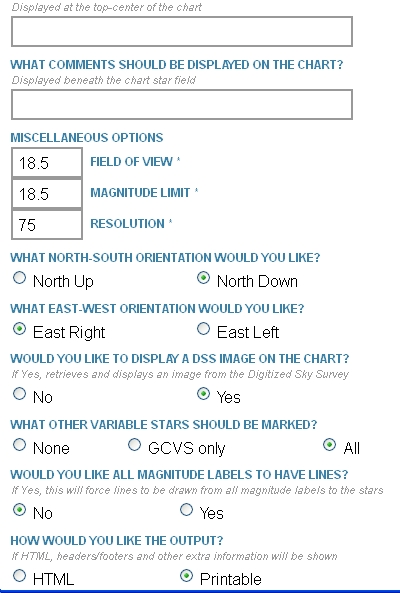 Displayed at the top-center of the chart
WHAT COMMENTS SHOULD BE DISPLAYED ON THE CHART?
Displayed beneath the chart star field
MISCELLANEOUS OPTIONS
18.5 FIELD OF VIEW *
18.5 MAGNITUDE LIMIT *
75 RESOLUTION *
WHAT NORTH-SOUTH ORIENTATION WOULD YOU LIKE?
North Up North Down
WHAT EAST-WEST ORIENTATION WOULD YOU LIKE?
East Right East Left
WOULD YOU LIKE TO DISPLAY A DSS IMAGE ON THE CHART?
If Yes, retrieves and displays an image from the Digitized Sky Survey
No Yes
WHAT OTHER VARIABLE STARS SHOULD BE MARKED?
None GCVS only All
WOULD YOU LIKE ALL MAGNITUDE LABELS TO HAVE LINES?
If Yes, this will force lines to be drawn from all magnitude labels to the stars
No Yes
HOW WOULD YOU LIKE THE OUTPUT?
If HTML, headers/footers and other extra information will be shown
HTML Printable